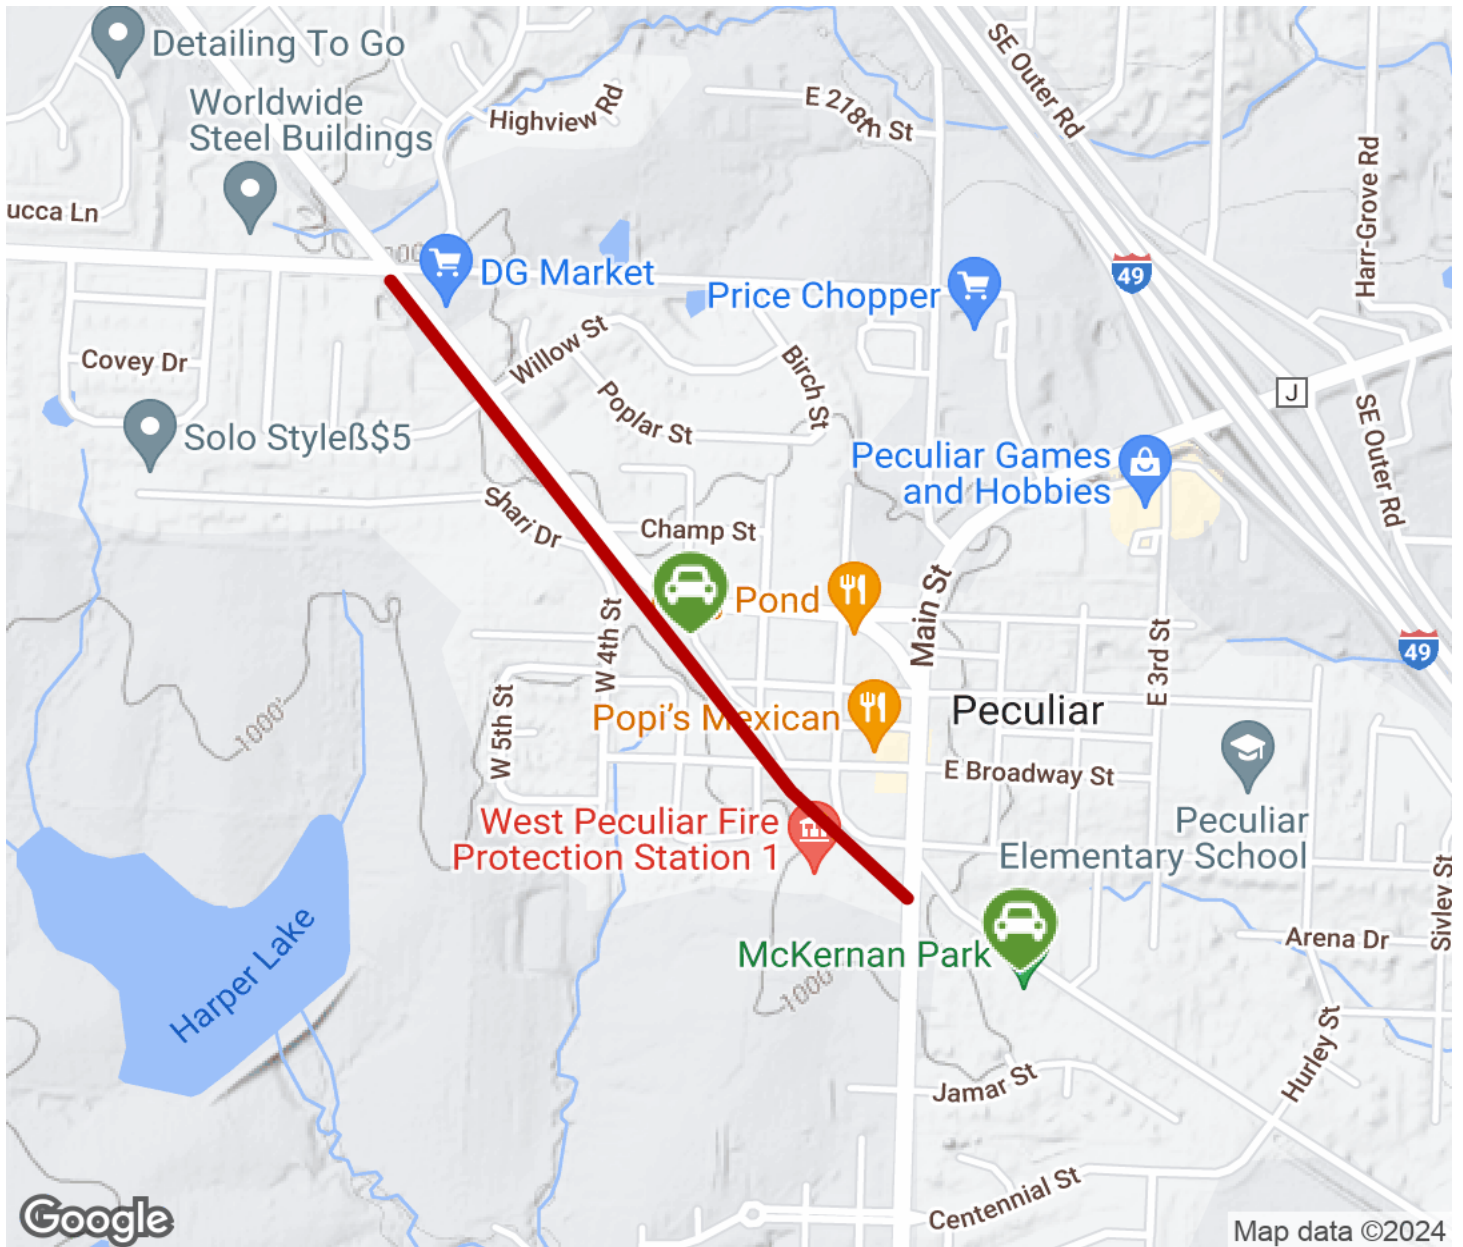 Detailing To Go
Worldwide
Steel Buildings
Highview Rd
SE Outer Rd
Harr-Grove Rd
ucca Ln
DG Market
Price Chopper
49
J
Covey Dr
Willow St
Poplar St
Birch St
SE Outer Rd
Solo Styleß$5
Peculiar Games
and Hobbies
Shari Dr
Champ St
Pond
Main St
W 4th St
E 3rd St
49
W 5th St
Popi's Mexican
Peculiar
1000'
E Broadway St
West Peculiar Fire
Protection Station 1
Peculiar
Elementary School
Harper Lake
McKernan Park
1000'
Arena Dr
Sivley St
Jamar St
Hurley St
Centennial St
Google
Map data ©2024